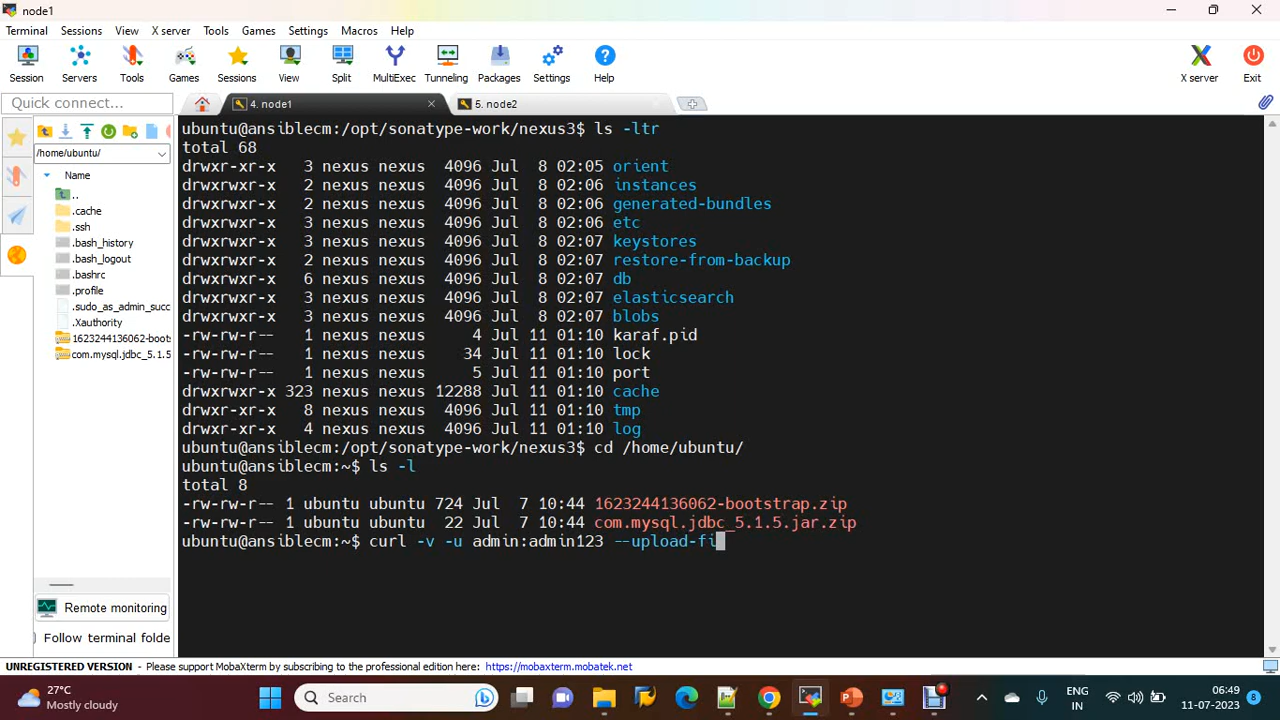 node1
Terminal Sessions View X server Tools Games Settings Macros Help
Session Servers Tools Games Sessions View Split MultiExec Tunneling Packages Settings Help X server Exit
Quick connect...
4. node1
5. node2
/home/ubuntu/
Name
..
.cache
.ssh
.bash_history
.bash_logout
.bashrc
.profile
.sudo_as_admin_succ
.Xauthority
1623244136062-boots
com.mysql.jdbc_5.1.5
Remote monitoring
Follow terminal folde
ubuntu@ansiblecm:/opt/sonatype-work/nexus3$ ls -ltr
total 68
drwxr-xr-x 3 nexus nexus 4096 Jul 8 02:05 orient
drwxrwxr-x 2 nexus nexus 4096 Jul 8 02:06 instances
drwxrwxr-x 2 nexus nexus 4096 Jul 8 02:06 generated-bundles
drwxrwxr-x 3 nexus nexus 4096 Jul 8 02:06 etc
drwxrwxr-x 3 nexus nexus 4096 Jul 8 02:07 keystores
drwxrwxr-x 2 nexus nexus 4096 Jul 8 02:07 restore-from-backup
drwxrwxr-x 6 nexus nexus 4096 Jul 8 02:07 db
drwxrwxr-x 3 nexus nexus 4096 Jul 8 02:07 elasticsearch
drwxrwxr-x 3 nexus nexus 4096 Jul 8 02:07 blobs
-rw-rw-r-- 1 nexus nexus 4 Jul 11 01:10 karaf.pid
-rw-rw-r-- 1 nexus nexus 34 Jul 11 01:10 lock
-rw-rw-r-- 1 nexus nexus 5 Jul 11 01:10 port
drwxrwxr-x 323 nexus nexus 12288 Jul 11 01:10 cache
drwxr-xr-x 8 nexus nexus 4096 Jul 11 01:10 tmp
drwxrwxr-x 4 nexus nexus 4096 Jul 11 01:10 log
ubuntu@ansiblecm:/opt/sonatype-work/nexus3$ cd /home/ubuntu/
ubuntu@ansiblecm:~$ ls -l
total 8
-rw-rw-r-- 1 ubuntu ubuntu 724 Jul 7 10:44 1623244136062-bootstrap.zip
-rw-rw-r-- 1 ubuntu ubuntu 22 Jul 7 10:44 com.mysql.jdbc_5.1.5.jar.zip
ubuntu@ansiblecm:~$ curl -v -u admin:admin123 --upload-fi
UNREGISTERED VERSION - Please support MobaXterm by subscribing to the professional edition here: https://mobaxterm.mobatek.net
27°C
Mostly cloudy
Search
ENG
IN
06:49
11-07-2023